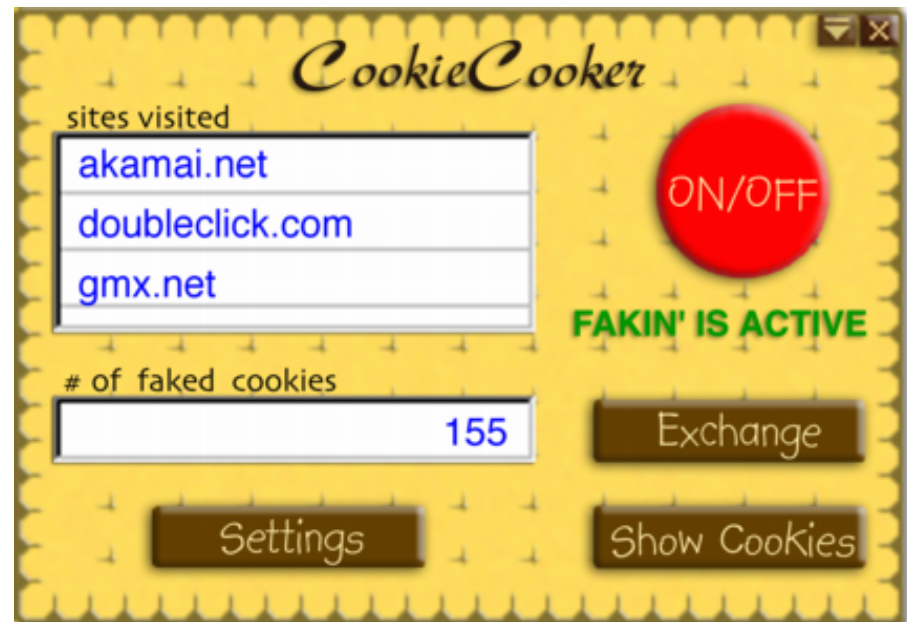 CookieCooker
sites visited
akamai.net
doubleclick.com
gmx.net
ON/OFF
FAKIN' IS ACTIVE
# of faked cookies
155
Exchange
Settings
Show Cookies